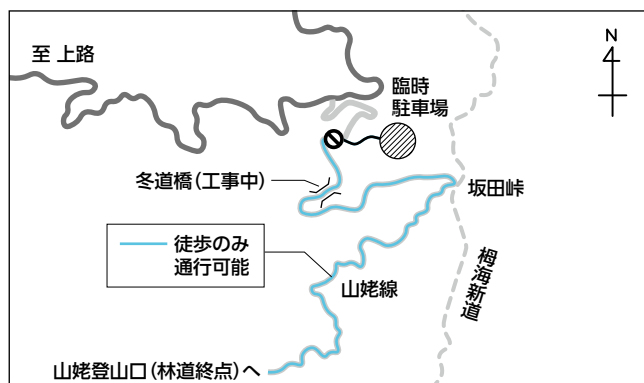 至 上路
臨時
駐車場
N
冬道橋(工事中)
坂田峠
徒歩のみ
通行可能
山姥線
栂海新道
山姥登山口(林道終点)へ